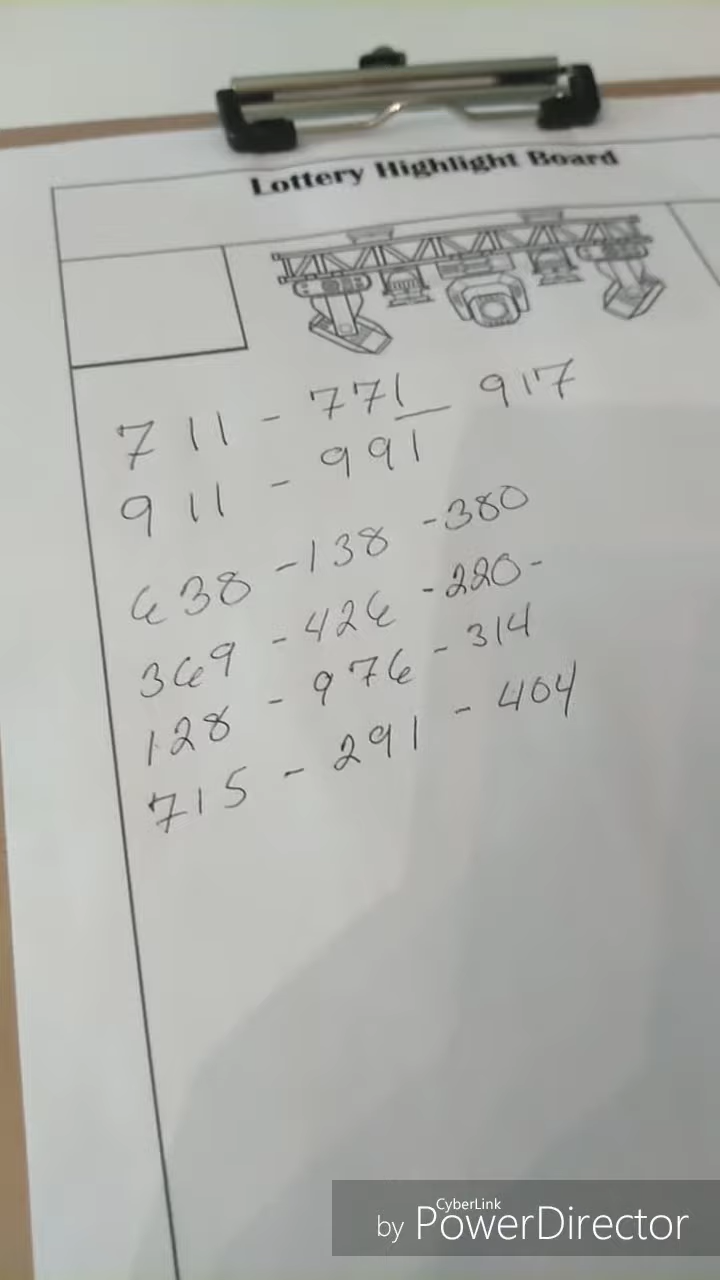 Lottery Highlight Board
711 - 771 - 917
911 - 991
638 - 138 - 380
369 - 426 - 220 -
128 - 976 - 314
715 - 291 - 404
by CyberLink PowerDirector